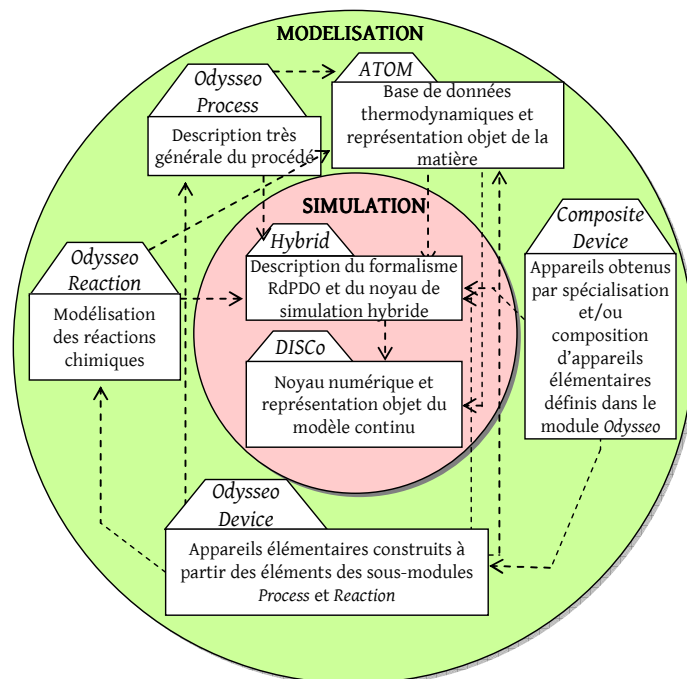 MODELISATION
Odysseo
Process
Description très
générale du procédé
ATOM
Base de données
thermodynamiques et
représentation objet de la
matière
SIMULATION
Hybrid
Description du formalisme
RdPDO et du noyau de
simulation hybride
DISCo
Noyau numérique et
représentation objet du
modèle continu
Odysseo
Reaction
Modélisation
des réactions
chimiques
Composite
Device
Appareils obtenus
par spécialisation
et/ou
composition
d'appareils
élémentaires
définis dans le
module Odysseo
Odysseo
Device
Appareils élémentaires construits à
partir des éléments des sous-modules
Process et Reaction